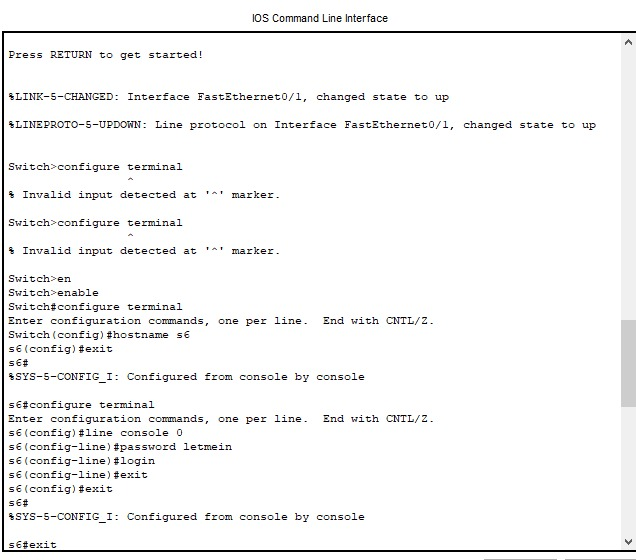 IOS Command Line Interface
Press RETURN to get started!
%LINK-5-CHANGED: Interface FastEthernet0/1, changed state to up
%LINEPROTO-5-UPDOWN: Line protocol on Interface FastEthernet0/1, changed state to up
Switch>configure terminal
^
% Invalid input detected at '^' marker.
Switch>configure terminal
^
% Invalid input detected at '^' marker.
Switch>en
Switch>enable
Switch#configure terminal
Enter configuration commands, one per line.  End with CNTL/Z.
Switch(config)#hostname s6
s6(config)#exit
s6#
%SYS-5-CONFIG_I: Configured from console by console
s6#configure terminal
Enter configuration commands, one per line.  End with CNTL/Z.
s6(config)#line console 0
s6(config-line)#password letmein
s6(config-line)#login
s6(config-line)#exit
s6(config)#exit
s6#
%SYS-5-CONFIG_I: Configured from console by console
s6#exit